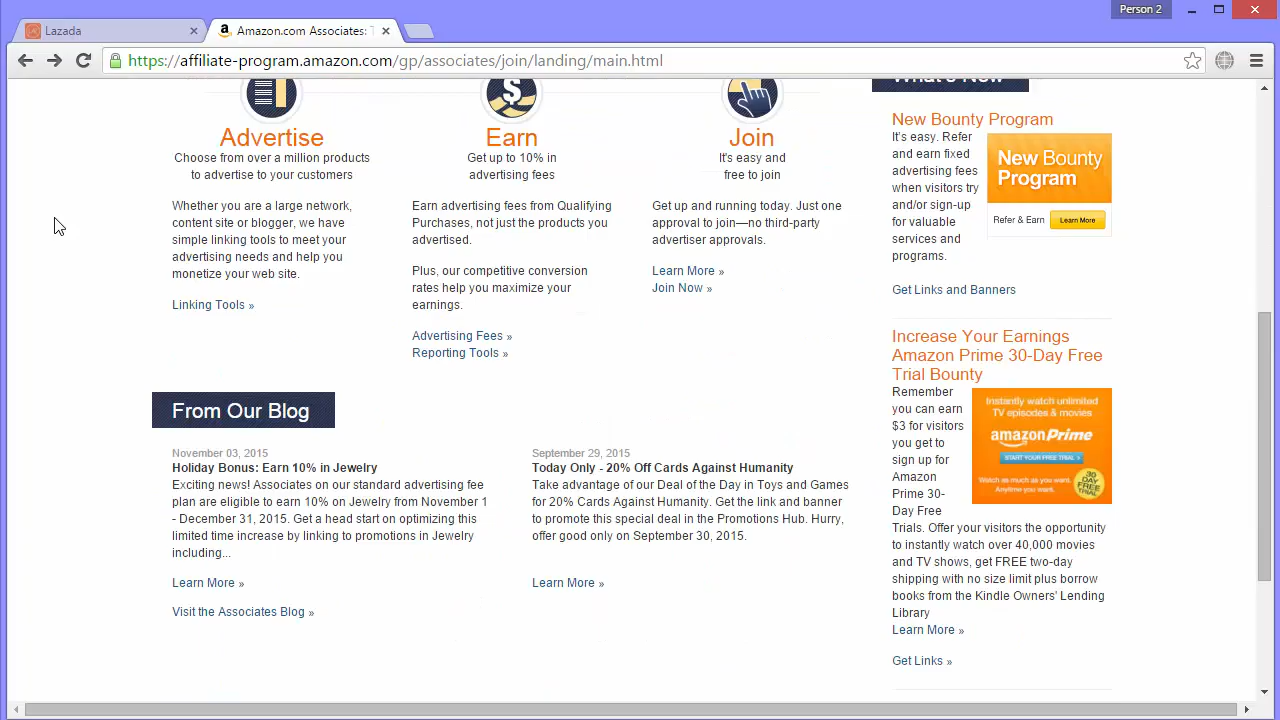 Person 2
Lazada
Amazon.com Associates: T
https://affiliate-program.amazon.com/gp/associates/join/landing/main.html
Advertise
Choose from over a million products
to advertise to your customers
Whether you are a large network,
content site or blogger, we have
simple linking tools to meet your
advertising needs and help you
monetize your web site.
Linking Tools »
Earn
Get up to 10% in
advertising fees
Earn advertising fees from Qualifying
Purchases, not just the products you
advertised.
Plus, our competitive conversion
rates help you maximize your
earnings.
Advertising Fees »
Reporting Tools »
Join
It's easy and
free to join
Get up and running today. Just one
approval to join—no third-party
advertiser approvals.
Learn More »
Join Now »
From Our Blog
November 03, 2015
Holiday Bonus: Earn 10% in Jewelry
Exciting news! Associates on our standard advertising fee
plan are eligible to earn 10% on jewelry from November 1
- December 31, 2015. Get a head start on optimizing this
limited time increase by linking to promotions in Jewelry
including...
Learn More »
Visit the Associates Blog »
September 29, 2015
Today Only - 20% Off Cards Against Humanity
Take advantage of our Deal of the Day in Toys and Games
for 20% Cards Against Humanity. Get the link and banner
to promote this special deal in the Promotions Hub. Hurry,
offer good only on September 30, 2015.
Learn More »
What's New
New Bounty Program
It's easy. Refer
and earn fixed
advertising fees
when visitors try
and/or sign-up
for valuable
services and
programs.
New Bounty
Program
Refer & Earn
Learn More
Get Links and Banners
Increase Your Earnings
Amazon Prime 30-Day Free
Trial Bounty
Remember
you can earn
$3 for visitors
you get to
sign up for
Amazon
Prime 30-
Day Free
Trials. Offer your visitors the opportunity
to instantly watch over 40,000 movies
and TV shows, get FREE two-day
shipping with no size limit plus borrow
books from the Kindle Owners' Lending
Library
Instantly watch unlimited
TV episodes & movies
amazonPrime
START YOUR FREE TRIAL
Watch as much as you want.
Anytime you want.
30
DAY
FREE
TRIAL
Learn More »
Get Links »